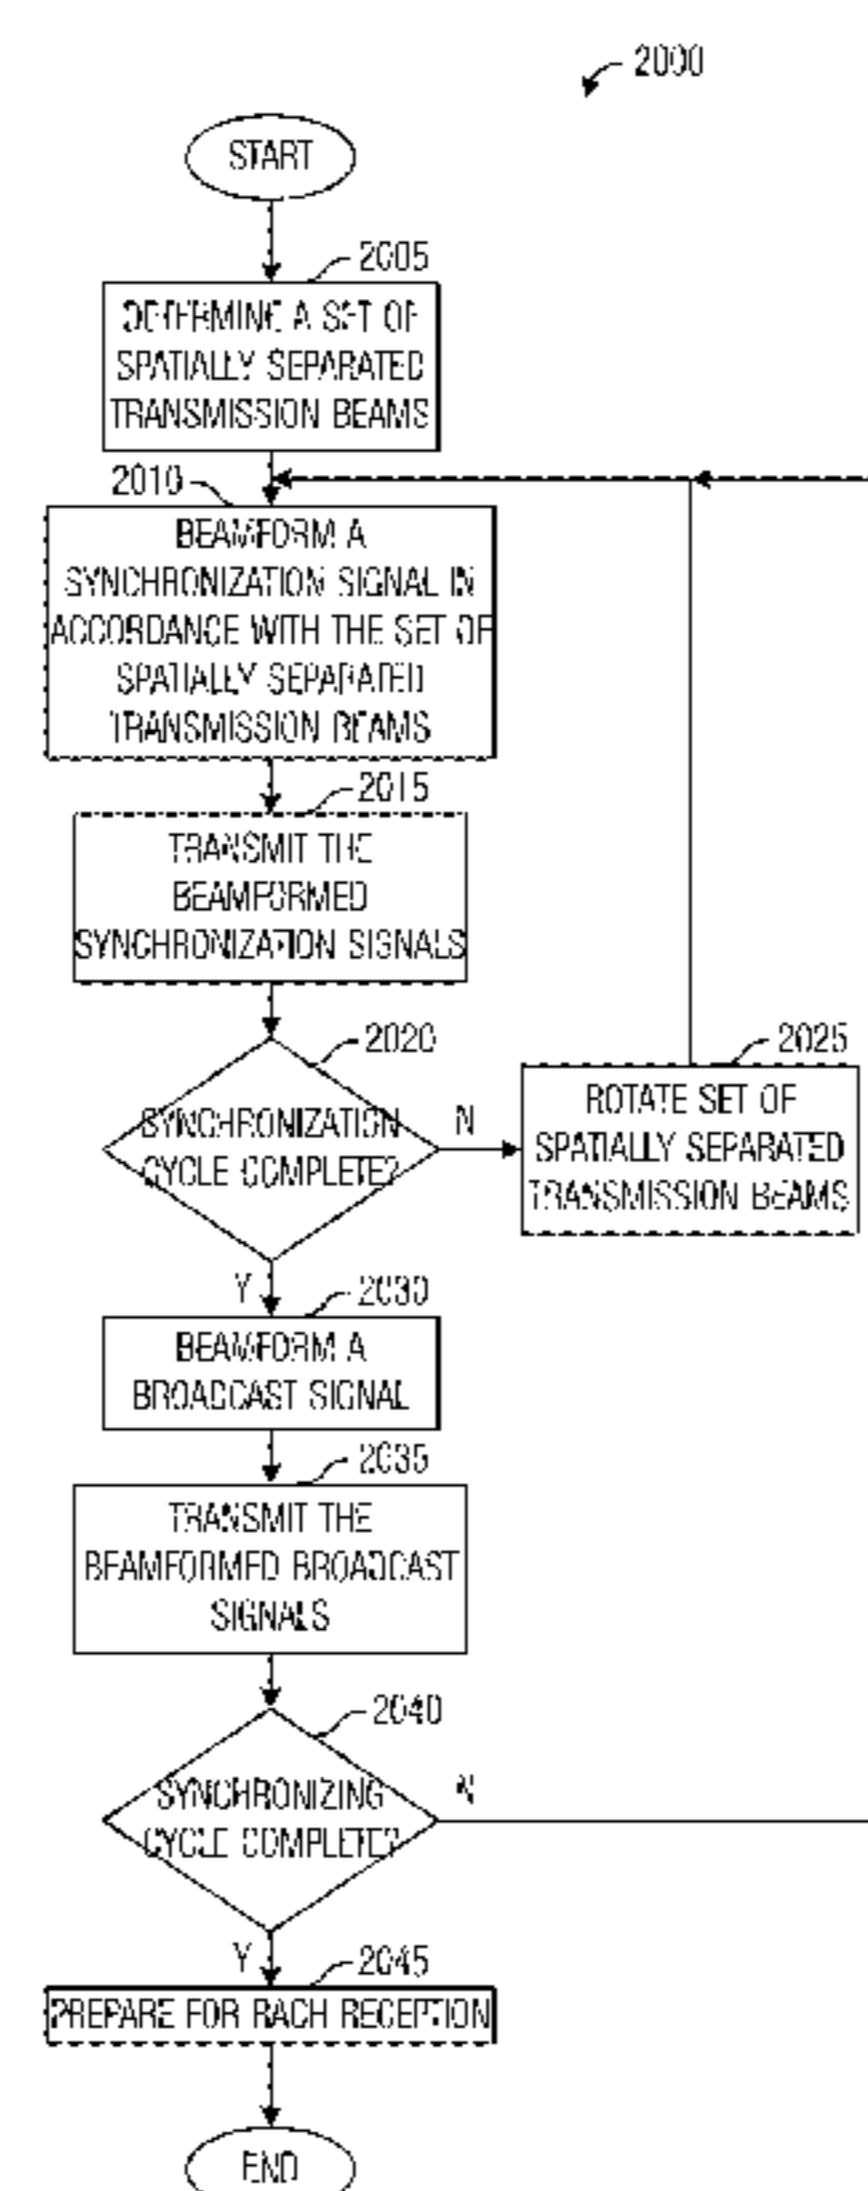 2000
START
2005
DETERMINE A SET OF
SPATIALLY SEPARATED
TRANSMISSION BEAMS
2010
BEAMFORM A
SYNCHRONIZATION SIGNAL IN
ACCORDANCE WITH THE SET OF
SPATIALLY SEPARATED
TRANSMISSION BEAMS
2015
TRANSMIT THE
BEAMFORMED
SYNCHRONIZATION SIGNALS
2020
SYNCHRONIZATION
CYCLE COMPLETE?
N
2025
ROTATE SET OF
SPATIALLY SEPARATED
TRANSMISSION BEAMS
Y
2030
BEAMFORM A
BROADCAST SIGNAL
2035
TRANSMIT THE
BEAMFORMED BROADCAST
SIGNALS
2040
SYNCHRONIZING
CYCLE COMPLETE?
N
Y
2045
PREPARE FOR RACH RECEPTION
END